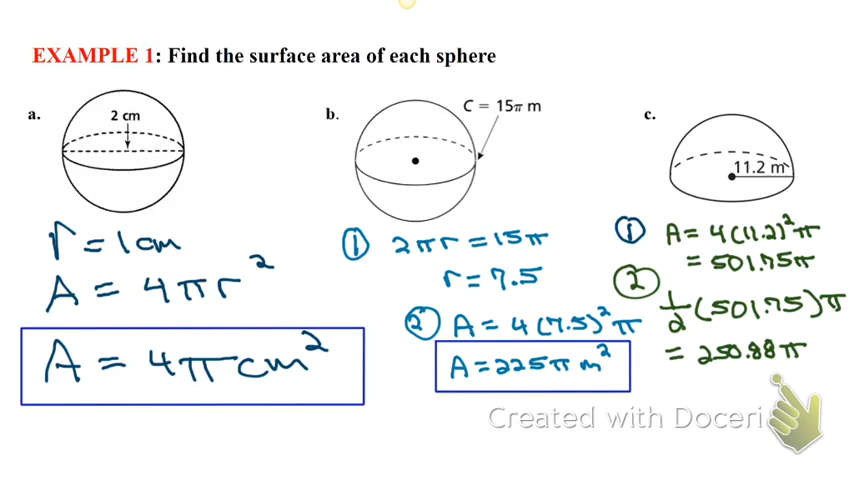 EXAMPLE 1: Find the surface area of each sphere
a.
2 cm
r = 1 cm
A = 4πr²
A = 4π cm²
b.
C = 15π m
① 2πr = 15π
r = 7.5
② A = 4(7.5)²π
A = 225π m²
c.
11.2 m
① A = 4(11.2)²π
= 501.75π
②
½(501.75)π
= 250.88π
Created with Doceri